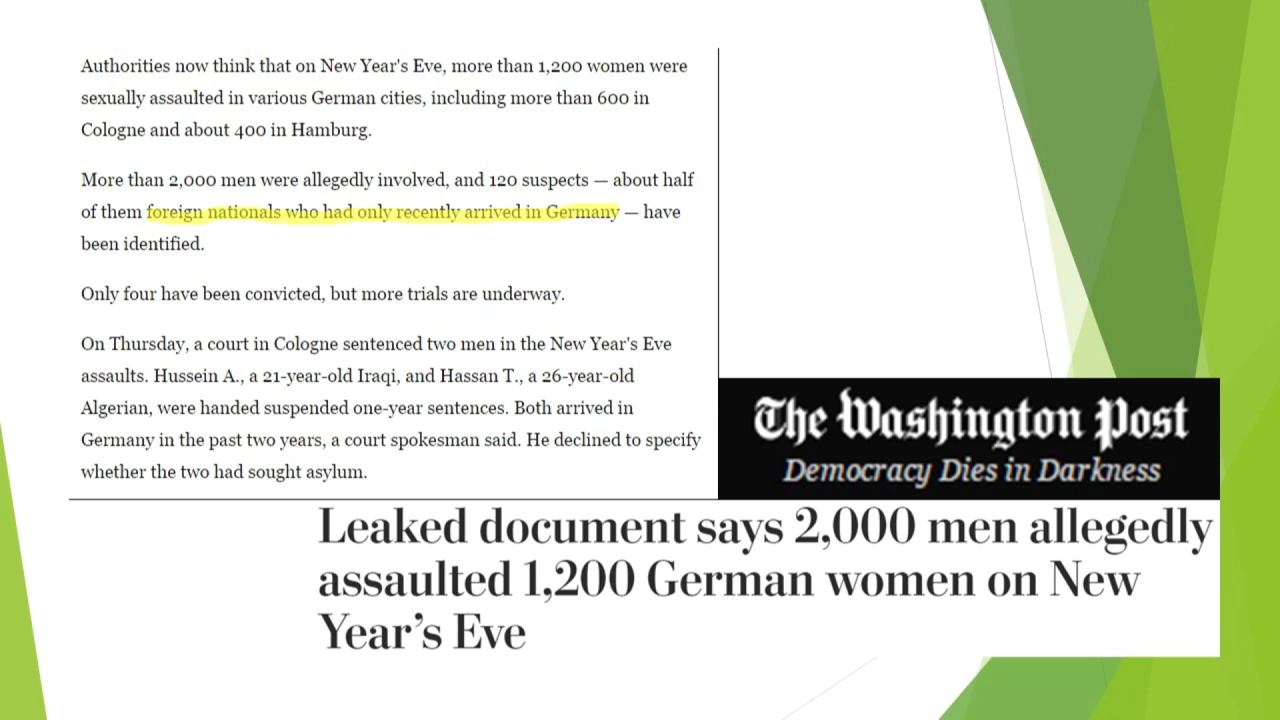 Authorities now think that on New Year's Eve, more than 1,200 women were
sexually assaulted in various German cities, including more than 600 in
Cologne and about 400 in Hamburg.
More than 2,000 men were allegedly involved, and 120 suspects — about half
of them foreign nationals who had only recently arrived in Germany — have
been identified.
Only four have been convicted, but more trials are underway.
On Thursday, a court in Cologne sentenced two men in the New Year's Eve
assaults. Hussein A., a 21-year-old Iraqi, and Hassan T., a 26-year-old
Algerian, were handed suspended one-year sentences. Both arrived in
Germany in the past two years, a court spokesman said. He declined to specify
whether the two had sought asylum.
The Washington Post
Democracy Dies in Darkness
Leaked document says 2,000 men allegedly
assaulted 1,200 German women on New
Year’s Eve